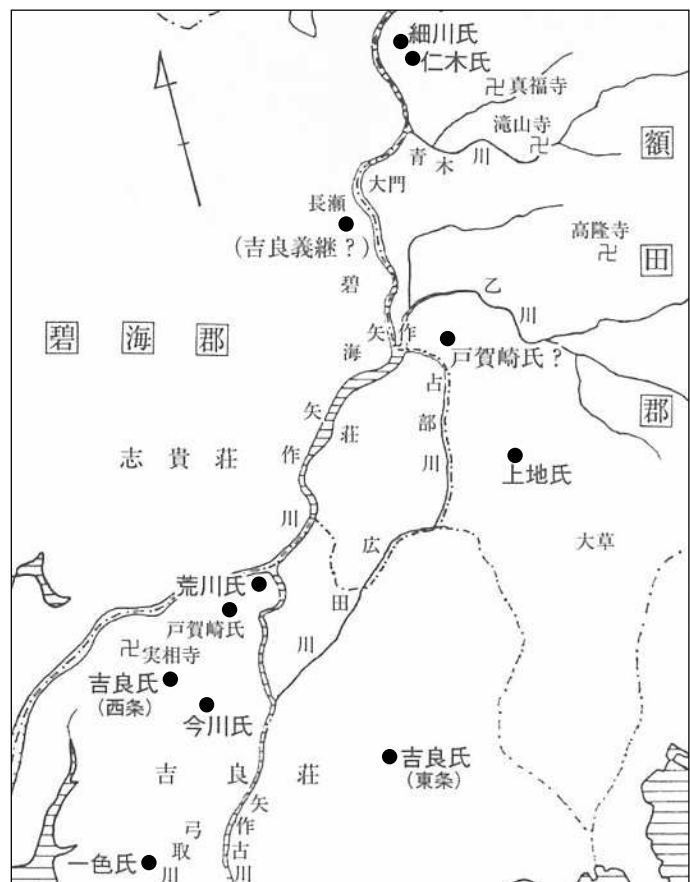 細川氏
仁木氏
真福寺
滝山寺
額田郡
青木川
大門
長瀬
(吉良義継?)
高隆寺
乙川
碧海荘
矢作
戸賀崎氏?
碧海郡
占部川
矢作川
志貴荘
上地氏
広田川
大草
荒川氏
戸賀崎氏
実相寺
吉良氏
(西条)
今川氏
吉良氏
(東条)
吉良荘
矢作古川
弓取川
一色氏